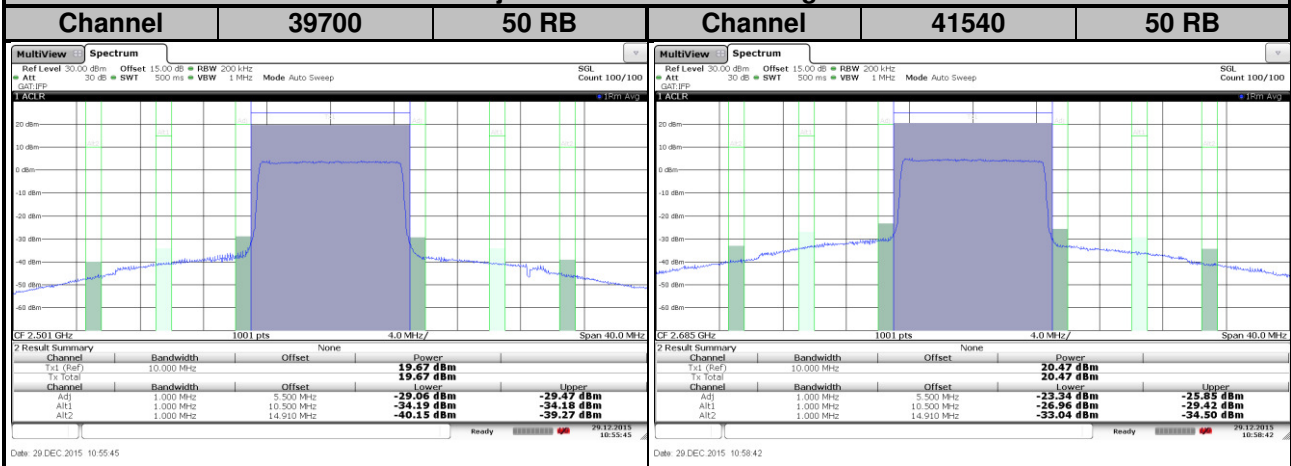 Channel 39700 50 RB
MultiView Spectrum
Ref Level 30.00 dBm Offset 15.00 dB RBW 200 kHz SGL
Att 30 dB SWT 500 ms VBW 1 MHz Mode Auto Sweep Count 100/100
GAT:IFP
1 ACLR 1Rm Avg
20 dBm
10 dBm
0 dBm
-10 dBm
-20 dBm
-30 dBm
-40 dBm
-50 dBm
-60 dBm
CF 2.501 GHz 1001 pts 4.0 MHz/ Span 40.0 MHz
2 Result Summary None
Channel Bandwidth Offset Power
Tx1 (Ref) 10.000 MHz 19.67 dBm
Tx Total 19.67 dBm
Channel Bandwidth Offset Lower Upper
Adj 1.000 MHz 5.500 MHz -29.06 dBm -29.47 dBm
Alt1 1.000 MHz 10.500 MHz -34.19 dBm -34.18 dBm
Alt2 1.000 MHz 14.910 MHz -40.15 dBm -39.27 dBm
Ready 29.12.2015
10:55:45
Date: 29.DEC.2015 10:55:45
Channel 41540 50 RB
MultiView Spectrum
Ref Level 30.00 dBm Offset 15.00 dB RBW 200 kHz SGL
Att 30 dB SWT 500 ms VBW 1 MHz Mode Auto Sweep Count 100/100
GAT:IFP
1 ACLR 1Rm Avg
20 dBm
10 dBm
0 dBm
-10 dBm
-20 dBm
-30 dBm
-40 dBm
-50 dBm
-60 dBm
CF 2.685 GHz 1001 pts 4.0 MHz/ Span 40.0 MHz
2 Result Summary None
Channel Bandwidth Offset Power
Tx1 (Ref) 10.000 MHz 20.47 dBm
Tx Total 20.47 dBm
Channel Bandwidth Offset Lower Upper
Adj 1.000 MHz 5.500 MHz -23.34 dBm -25.85 dBm
Alt1 1.000 MHz 10.500 MHz -26.96 dBm -29.42 dBm
Alt2 1.000 MHz 14.910 MHz -33.04 dBm -34.50 dBm
Ready 29.12.2015
10:58:42
Date: 29.DEC.2015 10:58:42